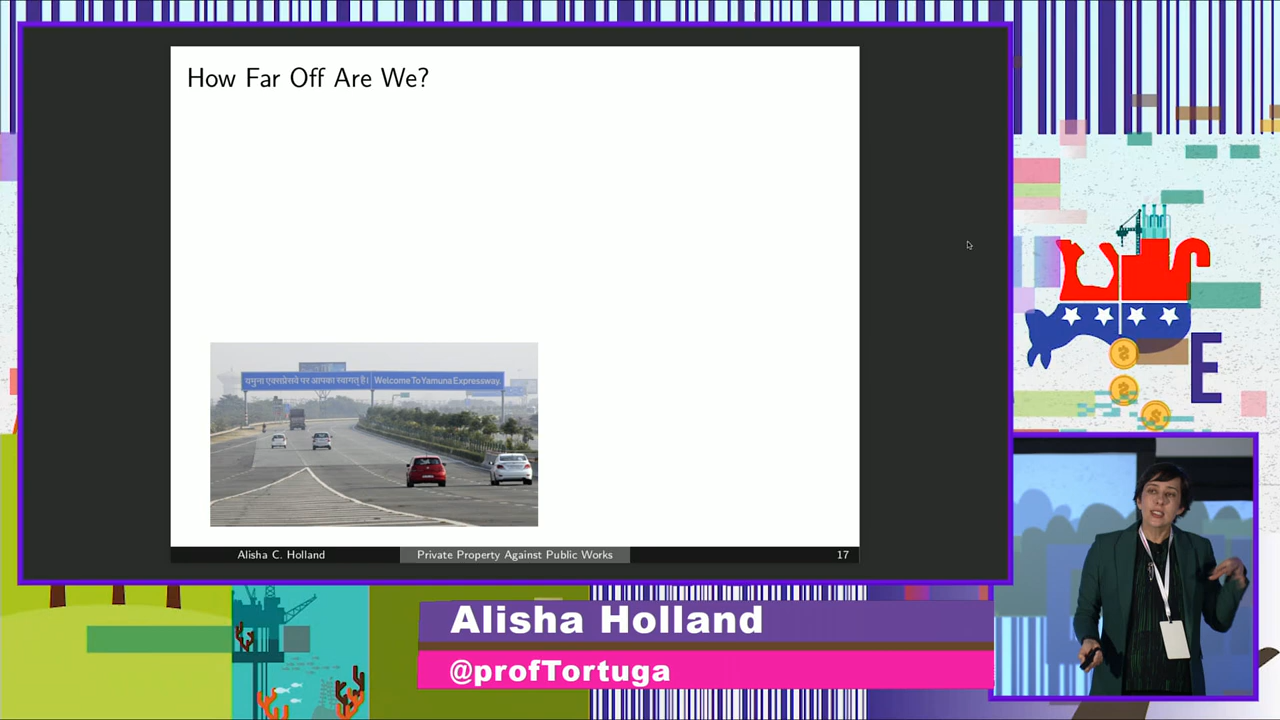 How Far Off Are We?
यमुना एक्सप्रेसवे पर आपका स्वागत है। Welcome To Yamuna Expressway.
Alisha C. Holland
Private Property Against Public Works
17
E
Alisha Holland
@profTortuga